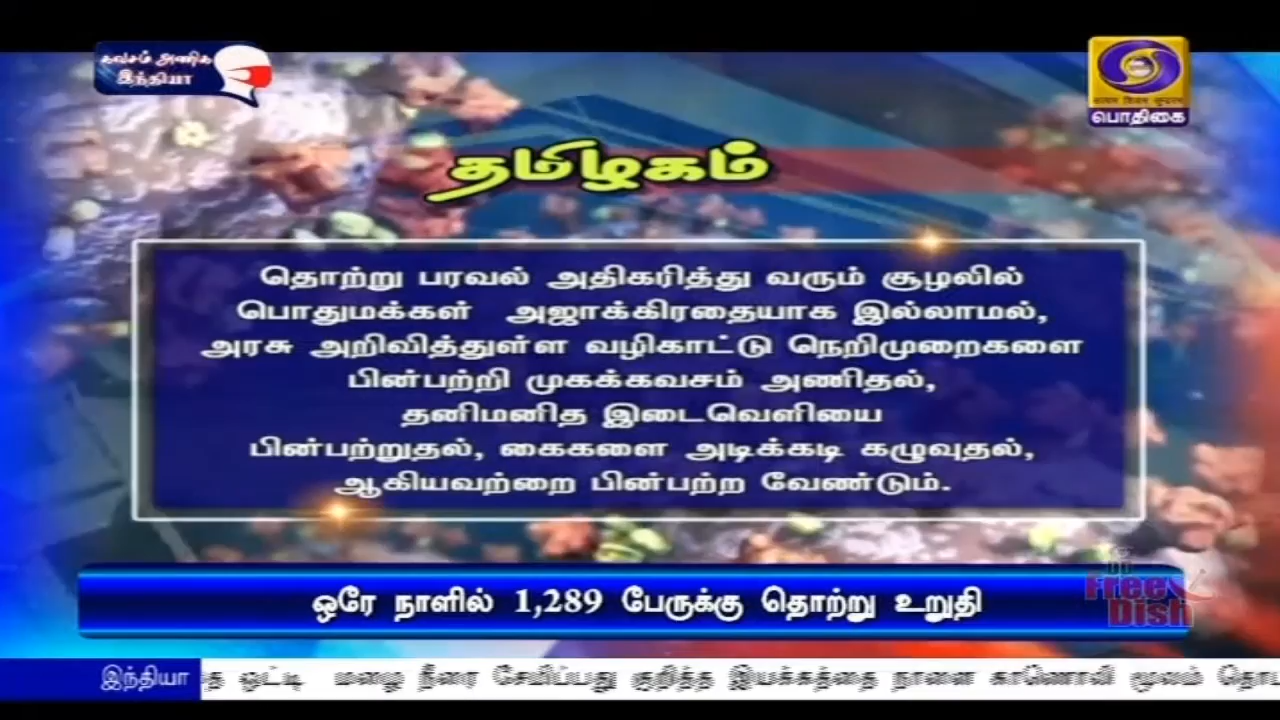 கவசம் அணிக
இந்தியா
பொதிகை
தமிழகம்
தொற்று பரவல் அதிகரித்து வரும் சூழலில்
பொதுமக்கள் அஜாக்கிரதையாக இல்லாமல்,
அரசு அறிவித்துள்ள வழிகாட்டு நெறிமுறைகளை
பின்பற்றி முகக்கவசம் அணிதல்,
தனிமனித இடைவெளியை
பின்பற்றுதல், கைகளை அடிக்கடி கழுவுதல்,
ஆகியவற்றை பின்பற்ற வேண்டும்.
ஒரே நாளில் 1,289 பேருக்கு தொற்று உறுதி
DD
Free
Dish
இந்தியா ஒட்டி மழை நீரை சேமிப்பது குறித்த இயக்கத்தை நாளை காணொலி மூலம்